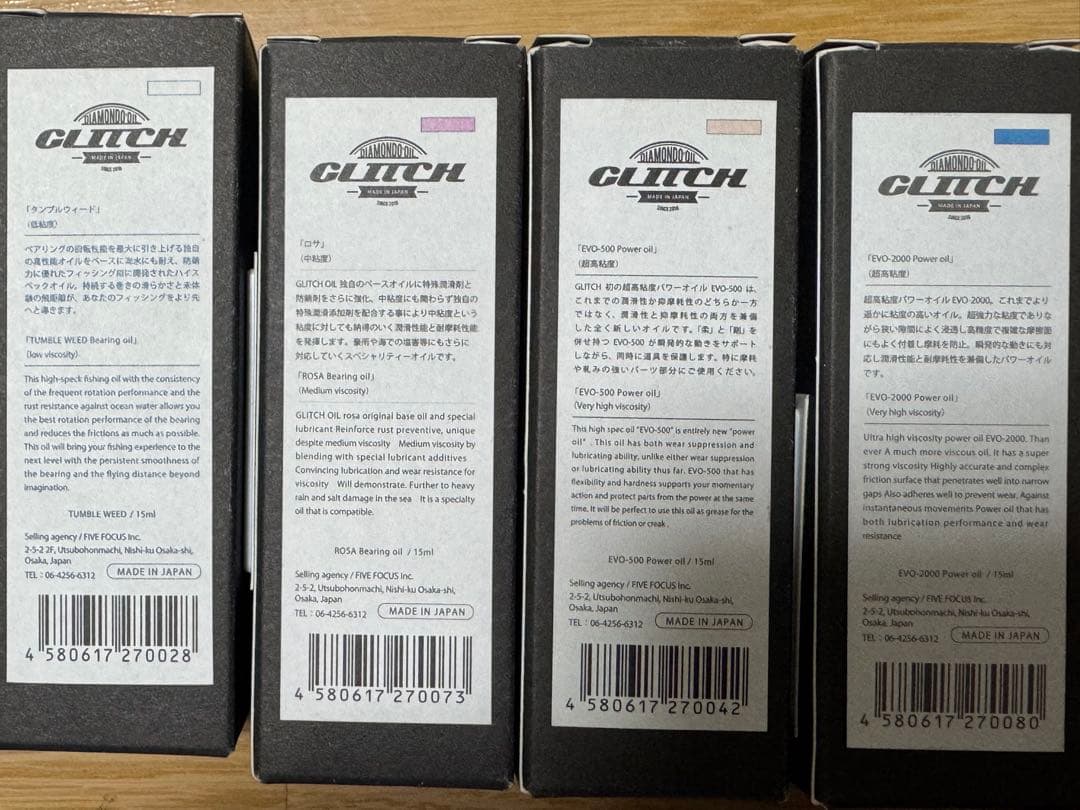 DIAMONDO OIL
GLITCH
MADE IN JAPAN
SINCE 2016
「タンブルウィード」
(低粘度)
ベアリングの回転性能を最大に引き上げる独自
の高性能オイルをベースに海水にも耐え、防錆
力に優れたフィッシング用に開発されたハイス
ペックオイル。持続する巻きの滑らかさと未体
験の飛距離が、あなたのフィッシングをより先
へと導きます。
「TUMBLE WEED Bearing oil」
(low viscosity)
This high-speck fishing oil with the consistency
of the frequent rotation performance and the
rust resistance against ocean water allows you
the best rotation performance of the bearing
and reduces the frictions as much as possible.
This oil will bring your fishing experience to the
next level with the persistent smoothness of
the bearing and the flying distance beyond
imagination.
TUMBLE WEED / 15ml
Selling agency / FIVE FOCUS Inc.
2-5-2 2F, Utsubohonmachi, Nishi-ku Osaka-shi,
Osaka, Japan
TEL : 06-4256-6312 MADE IN JAPAN
4 580617 270028
DIAMONDO OIL
GLITCH
MADE IN JAPAN
SINCE 2016
「ロサ」
(中粘度)
GLITCH OIL 独自のベースオイルに特殊潤滑剤と
防錆剤をさらに強化、中粘度にも関わらず独自の
特殊潤滑添加剤を配合する事により中粘度という
粘度に対しても納得のいく潤滑性能と耐摩耗性能
を発揮します。豪雨や海での塩害等にもさらに
対応していくスペシャリティーオイルです。
「ROSA Bearing oil」
(Medium viscosity)
GLITCH OIL rosa original base oil and special
lubricant Reinforce rust preventive, unique
despite medium viscosity Medium viscosity by
blending with special lubricant additives
Convincing lubrication and wear resistance for
viscosity Will demonstrate. Further to heavy
rain and salt damage in the sea It is a specialty
oil that is compatible.
ROSA Bearing oil / 15ml
Selling agency / FIVE FOCUS Inc.
2-5-2, Utsubohonmachi, Nishi-ku Osaka-shi,
Osaka, Japan
TEL : 06-4256-6312 MADE IN JAPAN
4 580617 270073
DIAMONDO OIL
GLITCH
MADE IN JAPAN
SINCE 2016
「EVO-500 Power oil」
(超高粘度)
GLITCH 初の超高粘度パワーオイル EVO-500 は、
これまでの潤滑性か抑摩耗性のどちらか一方
ではなく、潤滑性と抑摩耗性の両方を兼備
した全く新しいオイルです。「柔」と「剛」を
併せ持つ EVO-500 が瞬発的な動きをサポート
しながら、同時に道具を保護します。特に摩耗
や軋みの強いパーツ部分にご使用ください。
「EVO-500 Power oil」
(Very high viscosity)
This high spec oil "EVO-500" is entirely new "power
oil" . This oil has both wear suppression and
lubricating ability, unlike either wear suppression
or lubricating ability thus far. EVO-500 that has
flexibility and hardness supports your momentary
action and protect parts from the power at the same
time. It will be perfect to use this oil as grease for the
problems of friction or creak .
EVO-500 Power oil / 15ml
Selling agency / FIVE FOCUS Inc.
2-5-2, Utsubohonmachi, Nishi-ku Osaka-shi,
Osaka, Japan
TEL : 06-4256-6312 MADE IN JAPAN
4 580617 270042
DIAMONDO OIL
GLITCH
MADE IN JAPAN
SINCE 2016
「EVO-2000 Power oil」
(超高粘度)
超高粘度パワーオイル EVO-2000。これまでより
遥かに粘度の高いオイル。超強力な粘度でありな
がら狭い隙間によく浸透し高精度で複雑な摩擦面
にもよく付着し摩耗を防止。瞬発的な動きにも対
応し潤滑性能と耐摩耗性を兼備したパワーオイル
です。
「EVO-2000 Power oil」
(Very high viscosity)
Ultra high viscosity power oil EVO-2000. Than
ever A much more viscous oil. It has a super
strong viscosity Highly accurate and complex
friction surface that penetrates well into narrow
gaps Also adheres well to prevent wear. Against
instantaneous movements Power oil that has
both lubrication performance and wear
resistance
EVO-2000 Power oil / 15ml
Selling agency / FIVE FOCUS Inc.
2-5-2, Utsubohonmachi, Nishi-ku Osaka-shi,
Osaka, Japan
TEL : 06-4256-6312 MADE IN JAPAN
4 580617 270080